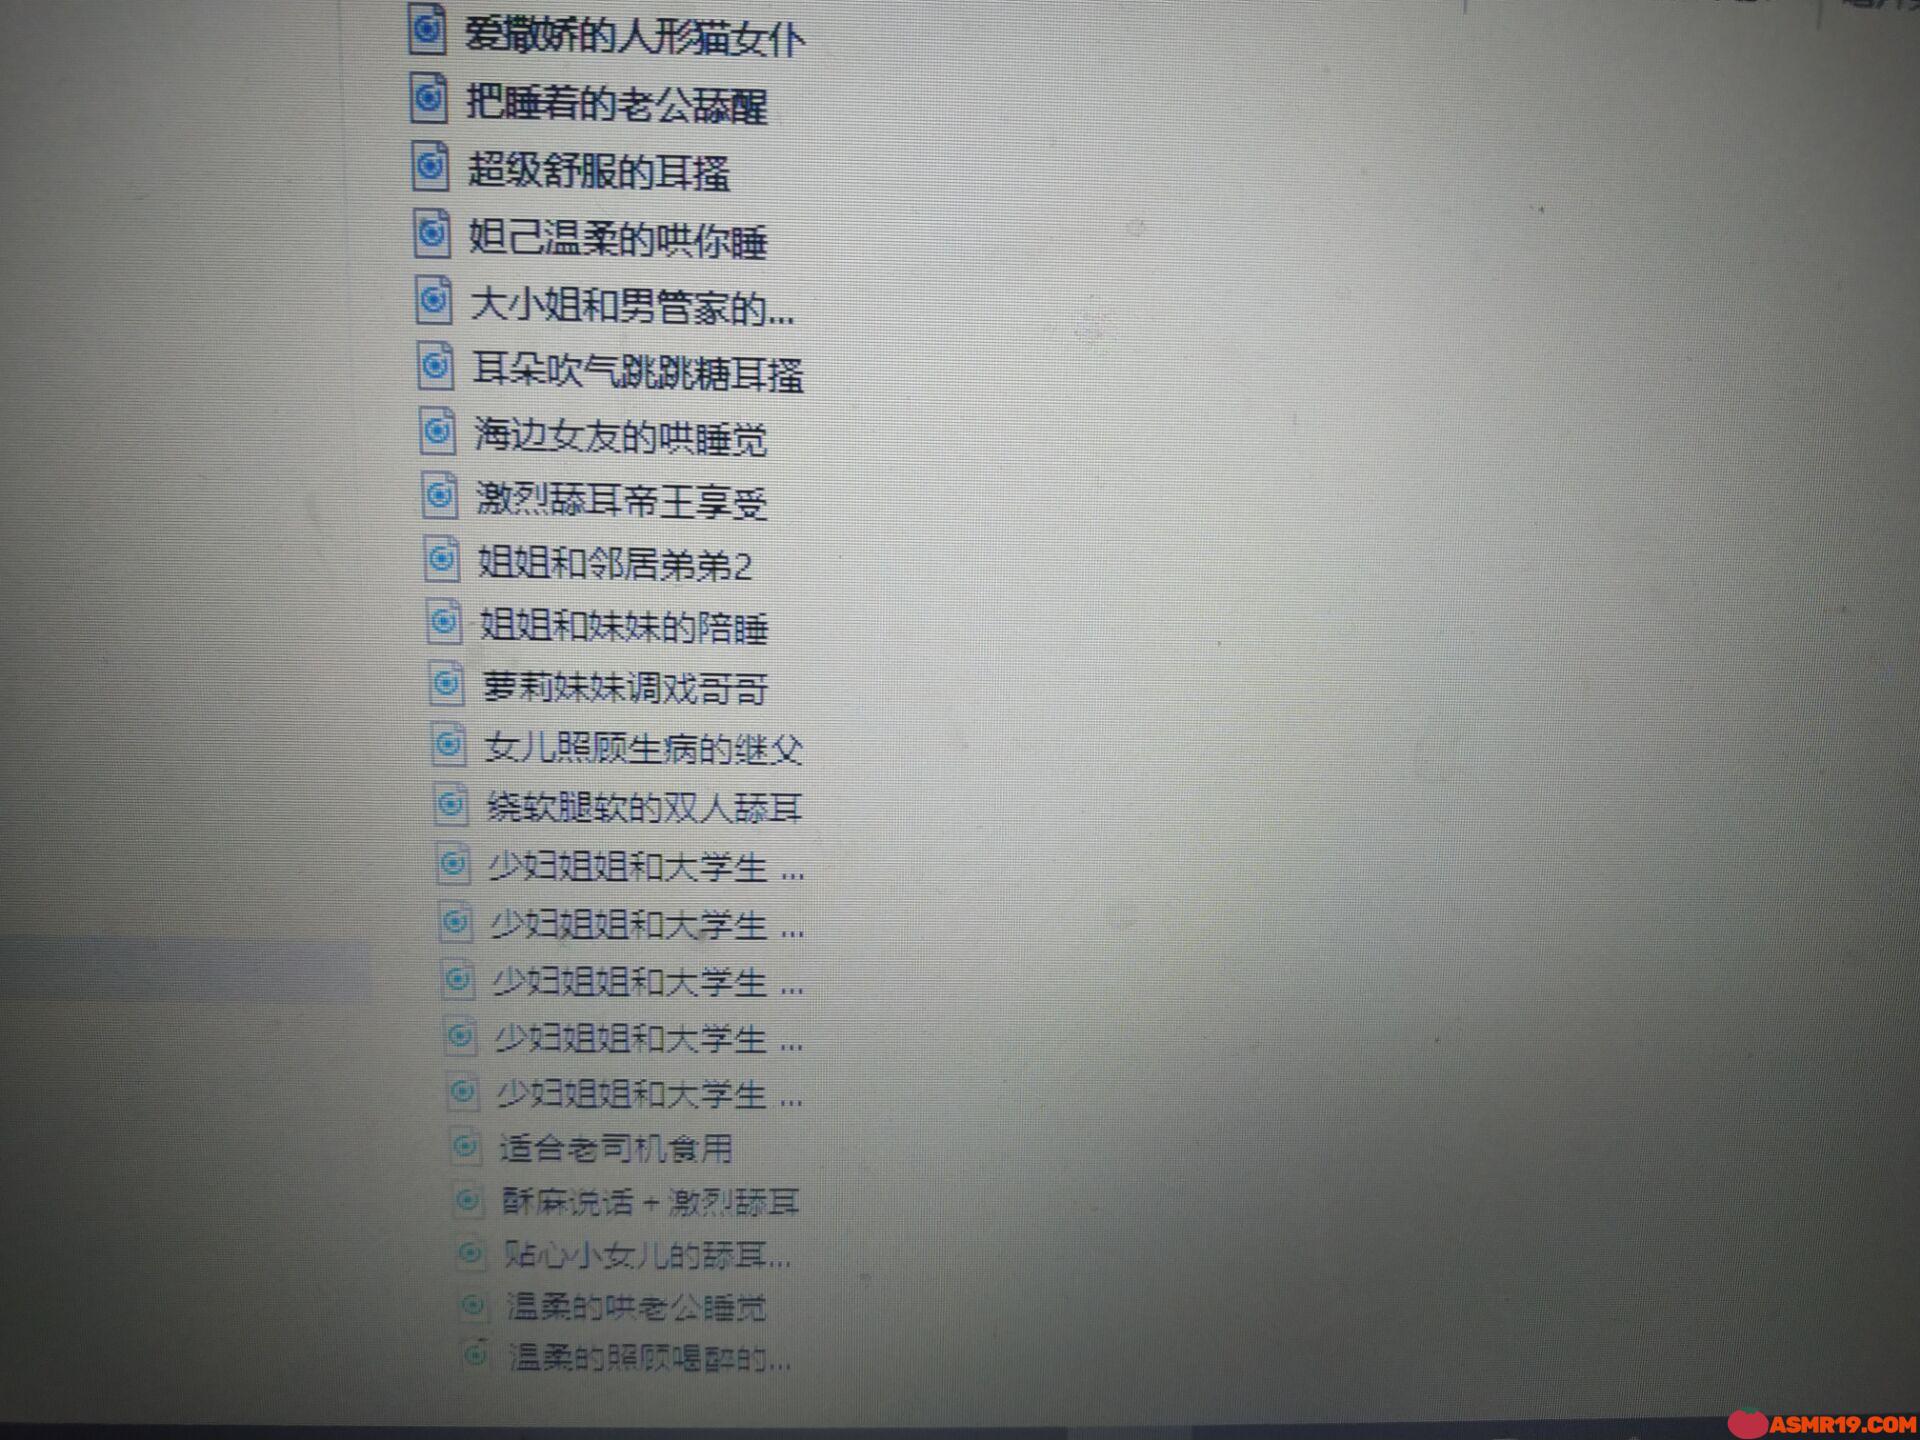 爱撒娇的人形猫女仆
把睡着的老公舔醒
超级舒服的耳搔
妲己温柔的哄你睡
大小姐和男管家的...
耳朵吹气跳跳糖耳搔
海边女友的哄睡觉
激烈舔耳帝王享受
姐姐和邻居弟弟2
姐姐和妹妹的陪睡
萝莉妹妹调戏哥哥
女儿照顾生病的继父
绕软腿软的双人舔耳
少妇姐姐和大学生 ...
少妇姐姐和大学生 ...
少妇姐姐和大学生 ...
少妇姐姐和大学生 ...
少妇姐姐和大学生 ...
适合老司机食用
酥麻说话+激烈舔耳
贴心小女儿的舔耳...
温柔的哄老公睡觉
温柔的照顾喝醉的...
ASMR19.COM